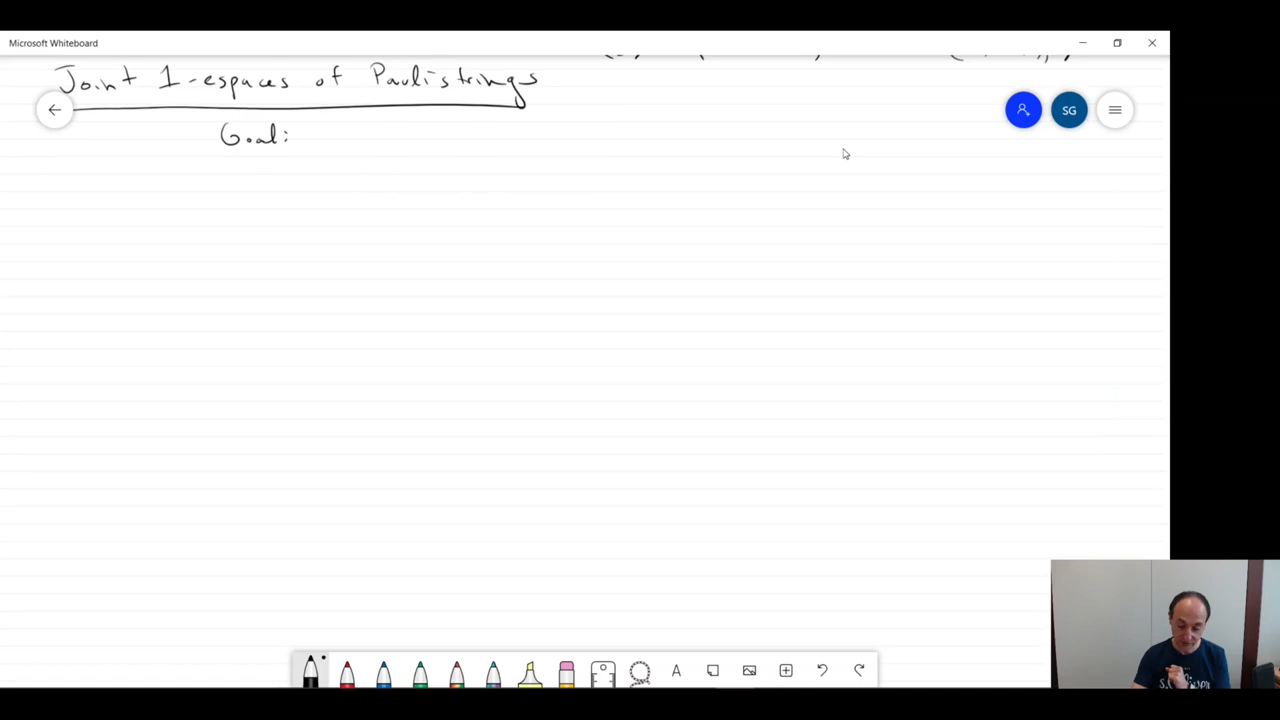 Microsoft Whiteboard
Joint 1-espaces of Pauli strings
SG
Goal:
A